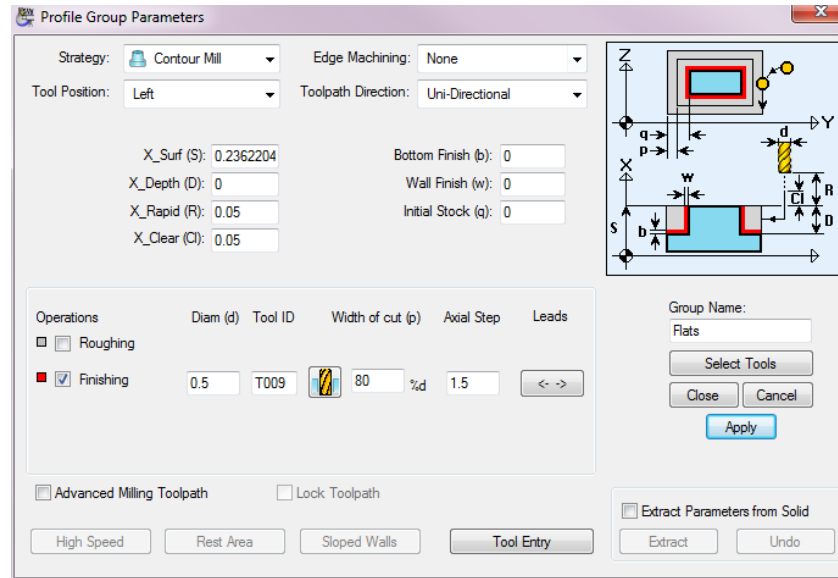 Profile Group Parameters
X
Strategy: Contour Mill Edge Machining: None
Tool Position: Left Toolpath Direction: Uni-Directional
X_Surf (S): 0.2362204 Bottom Finish (b): 0
X_Depth (D): 0 Wall Finish (w): 0
X_Rapid (R): 0.05 Initial Stock (q): 0
X_Clear (Cl): 0.05
Z
q
p
Y
d
X
w
Cl
R
S
b
D
Operations Diam (d) Tool ID Width of cut (p) Axial Step Leads
Roughing
Finishing 0.5 T009 80 %d 1.5 <- ->
Group Name:
Flats
Select Tools
Close Cancel
Apply
Advanced Milling Toolpath Lock Toolpath
High Speed Rest Area Sloped Walls Tool Entry
Extract Parameters from Solid
Extract Undo